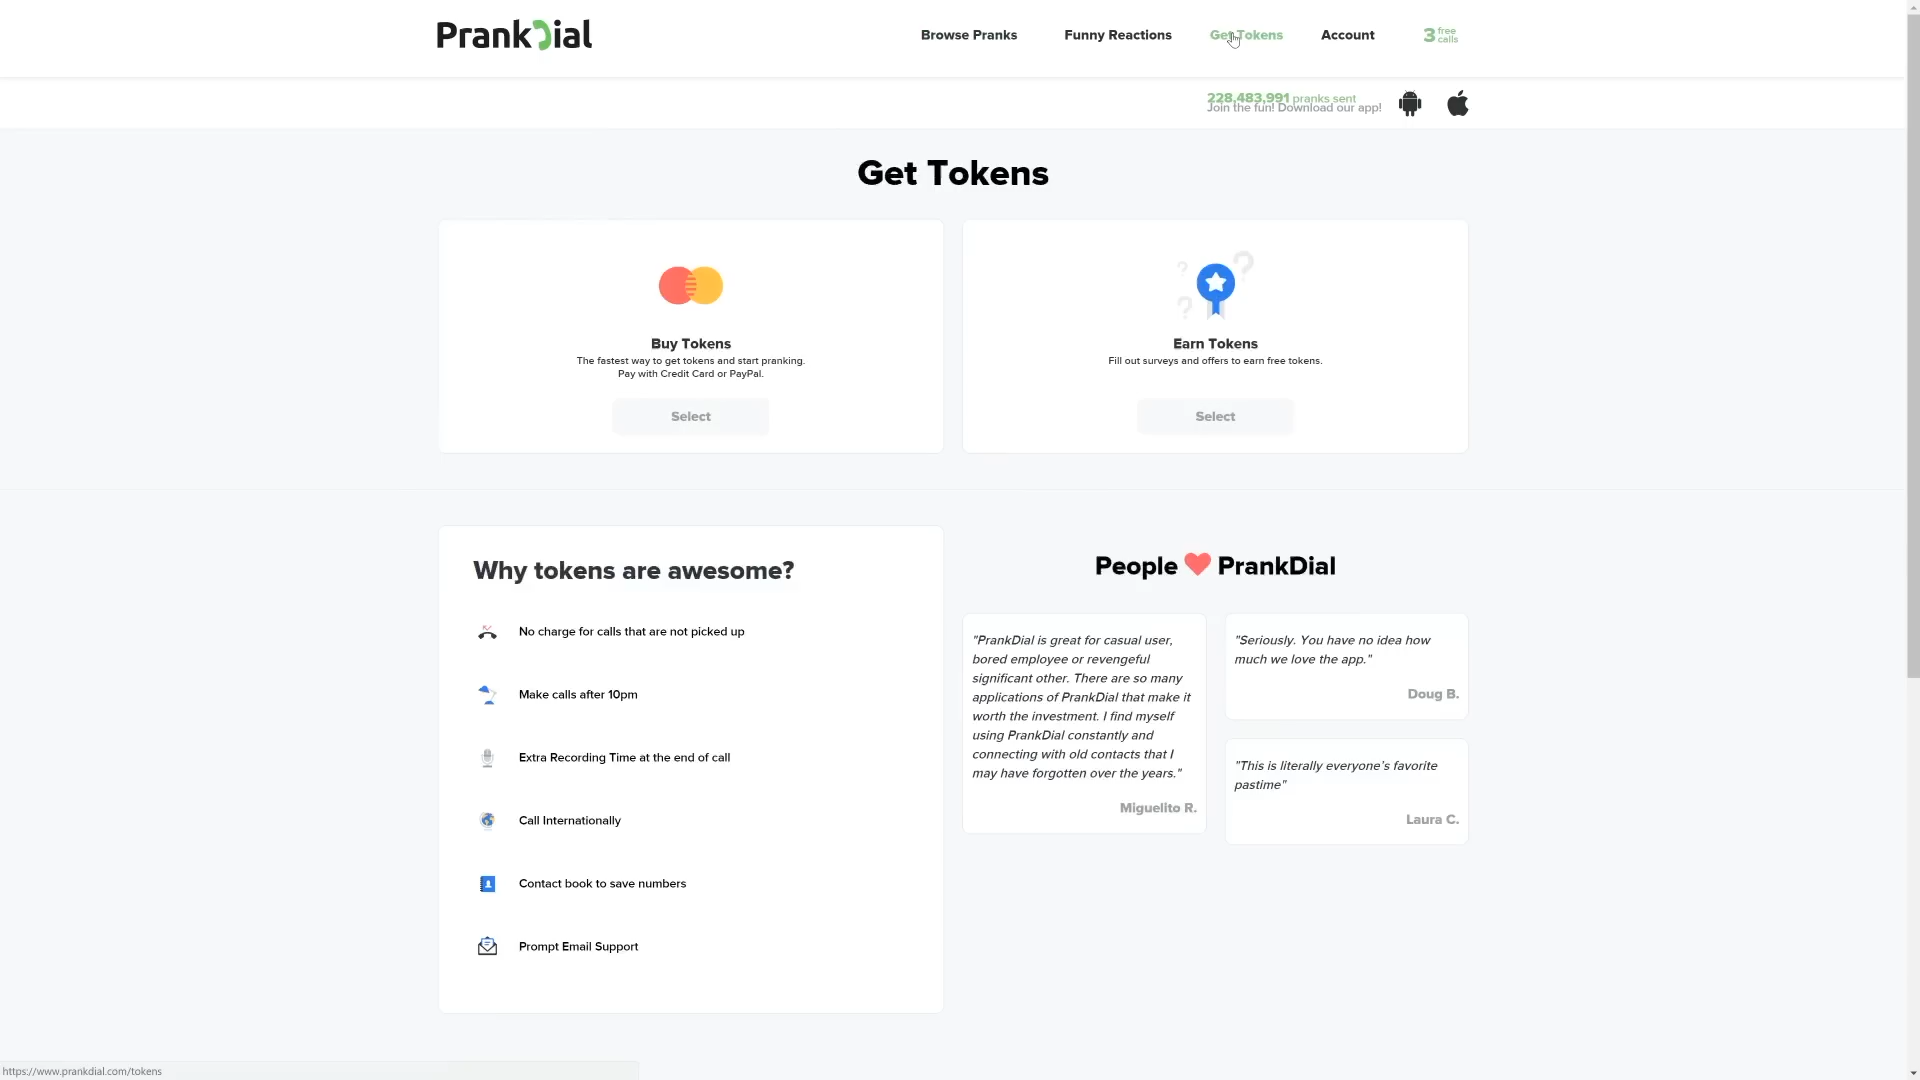 PrankDial
Browse Pranks
Funny Reactions
Get Tokens
Account
3 free calls
228,483,991 pranks sent
Join the fun! Download our app!
Get Tokens
Buy Tokens
The fastest way to get tokens and start pranking.
Pay with Credit Card or PayPal.
Select
Earn Tokens
Fill out surveys and offers to earn free tokens.
Select
Why tokens are awesome?
No charge for calls that are not picked up
Make calls after 10pm
Extra Recording Time at the end of call
Call Internationally
Contact book to save numbers
Prompt Email Support
People ❤ PrankDial
"PrankDial is great for casual user,
bored employee or revengeful
significant other. There are so many
applications of PrankDial that make it
worth the investment. I find myself
using PrankDial constantly and
connecting with old contacts that I
may have forgotten over the years."
Miguelito R.
"Seriously. You have no idea how
much we love the app."
Doug B.
"This is literally everyone's favorite
pastime"
Laura C.
https://www.prankdial.com/tokens